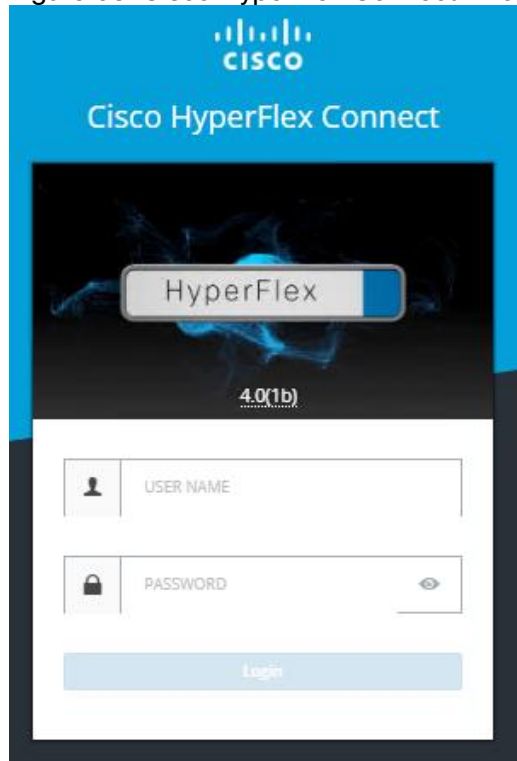 CISCO
Cisco HyperFlex Connect
HyperFlex
4.0(1b)
USER NAME
PASSWORD
Login